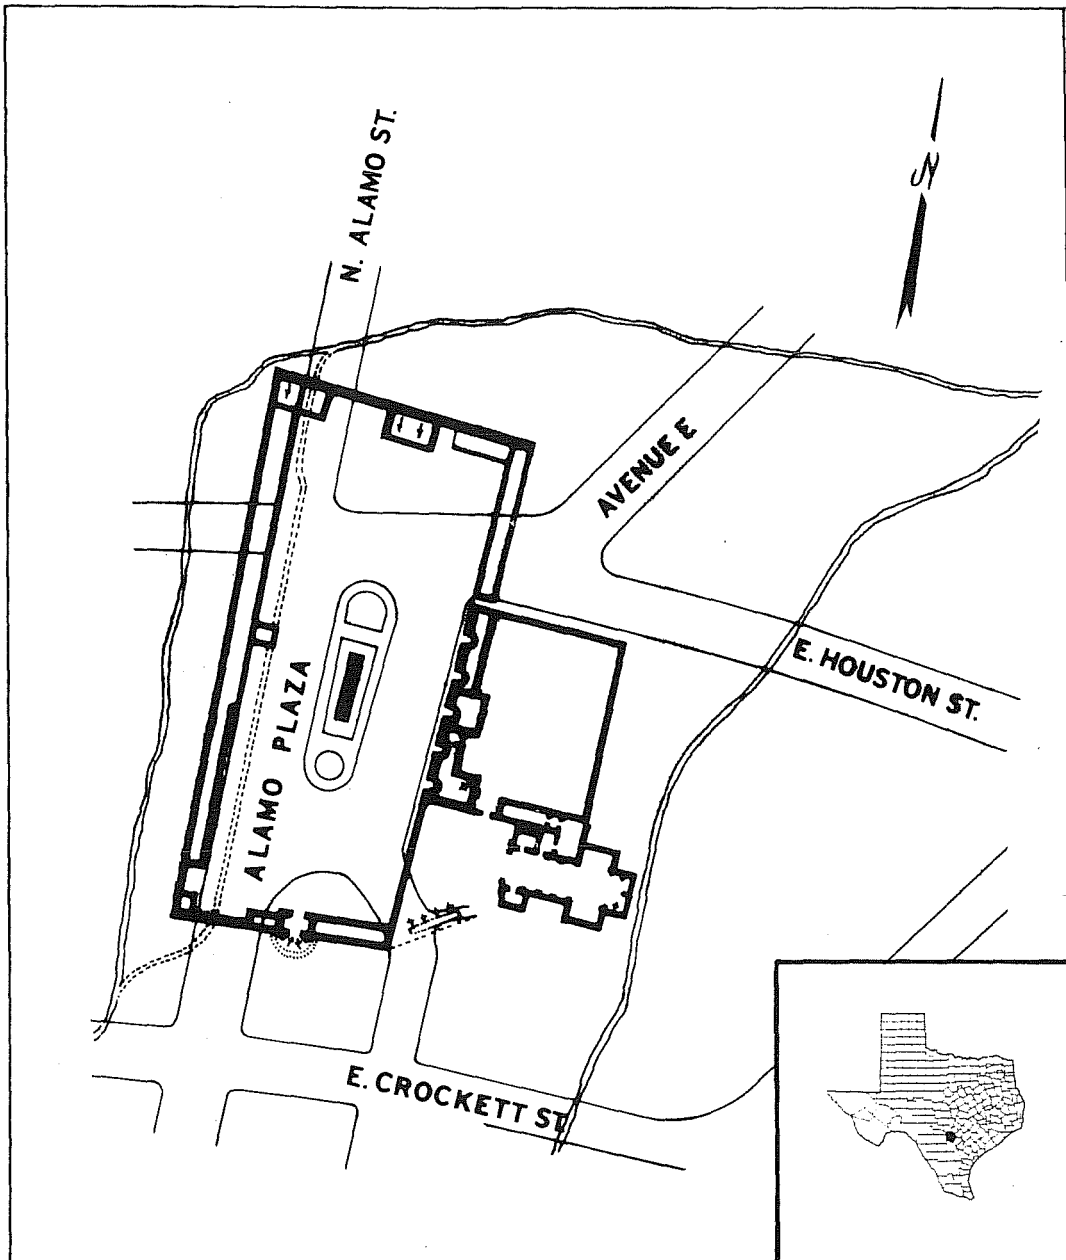 N. ALAMO ST.
N
AVENUE E
E. HOUSTON ST.
ALAMO PLAZA
E. CROCKETT ST